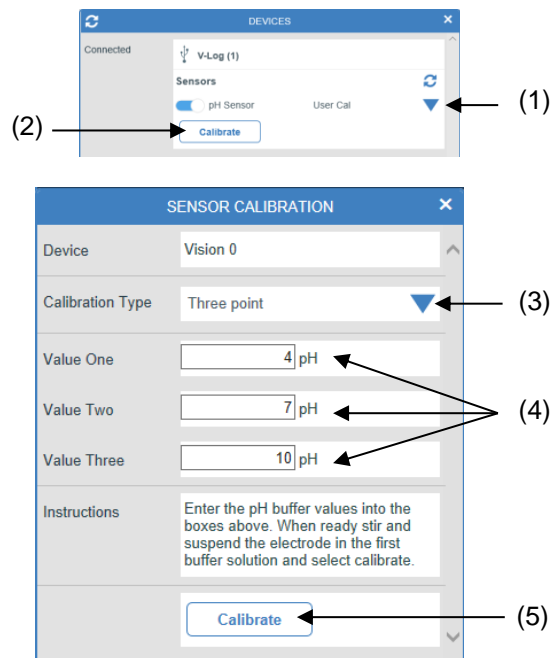 DEVICES ×
Connected
V-Log (1)
Sensors
pH Sensor User Cal
(1)
(2)
Calibrate
SENSOR CALIBRATION ×
Device Vision 0
Calibration Type Three point
(3)
Value One 4 pH
Value Two 7 pH
(4)
Value Three 10 pH
Instructions Enter the pH buffer values into the
boxes above. When ready stir and
suspend the electrode in the first
buffer solution and select calibrate.
Calibrate
(5)